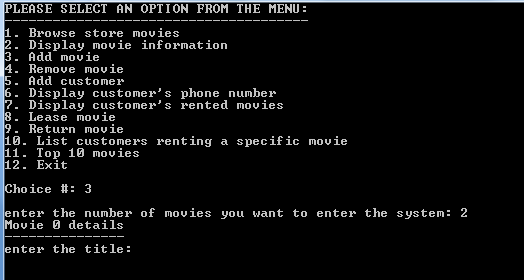 PLEASE SELECT AN OPTION FROM THE MENU:
--------------------------------------
1. Browse store movies
2. Display movie information
3. Add movie
4. Remove movie
5. Add customer
6. Display customer's phone number
7. Display customer's rented movies
8. Lease movie
9. Return movie
10. List customers renting a specific movie
11. Top 10 movies
12. Exit
Choice #: 3
enter the number of movies you want to enter the system: 2
Movie 0 details
---------------
enter the title: